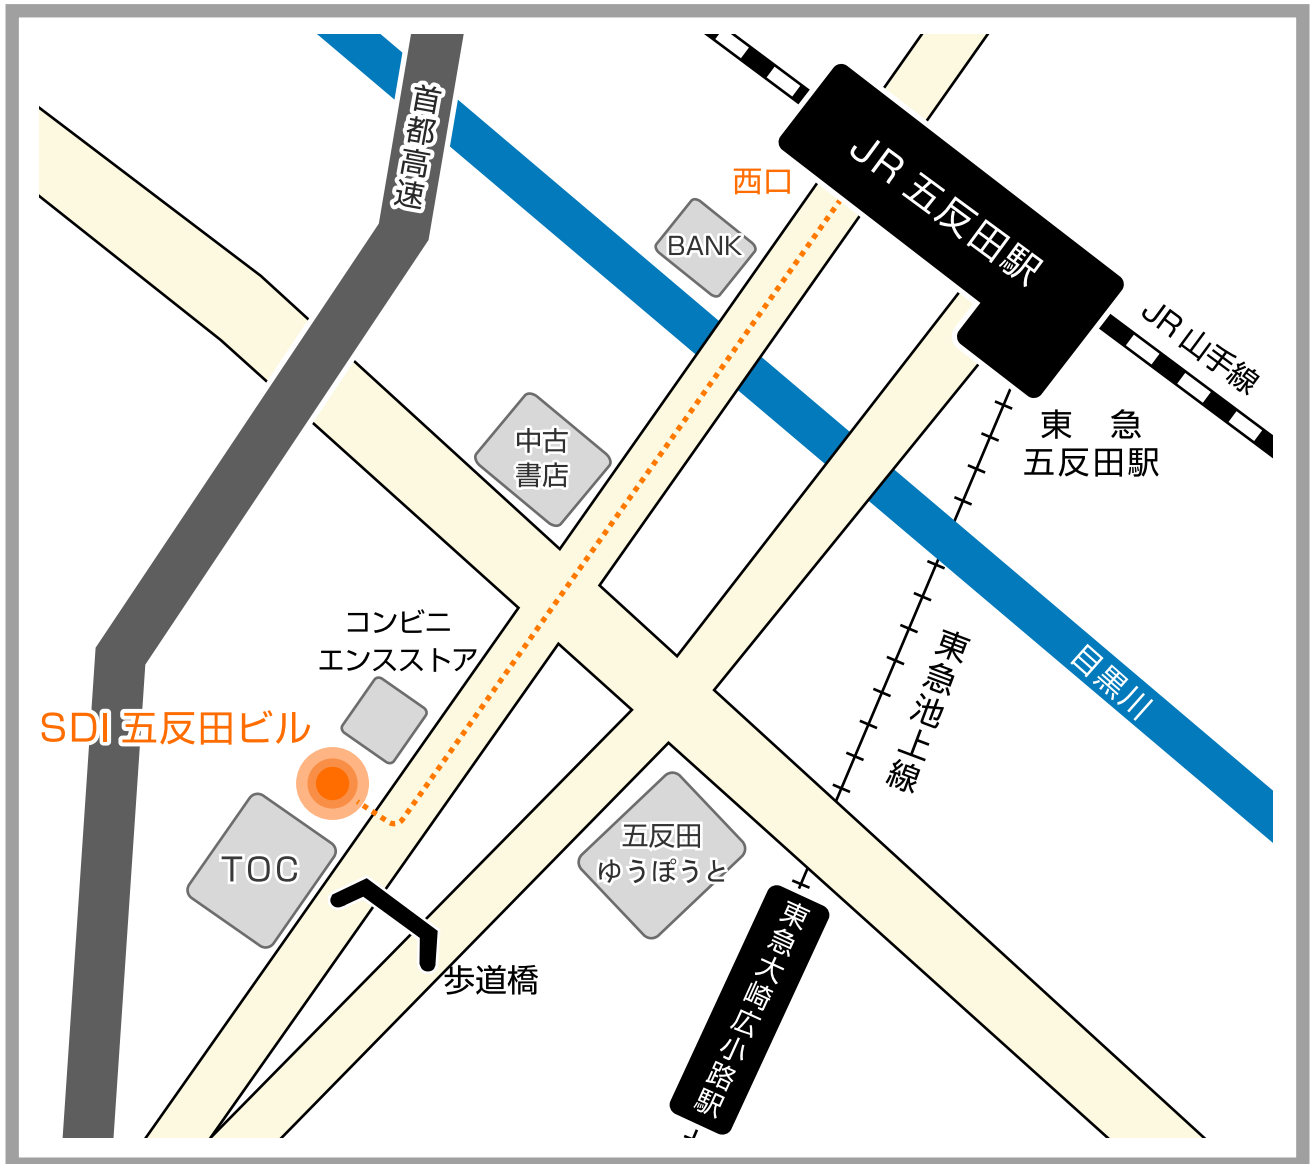 首都高速
西口
JR 五反田駅
BANK
JR 山手線
東 急
五反田駅
中古
書店
コンビニ
エンスストア
東急池上線
目黒川
SDI 五反田ビル
TOC
五反田
ゆうぽうと
東急大崎広小路駅
歩道橋